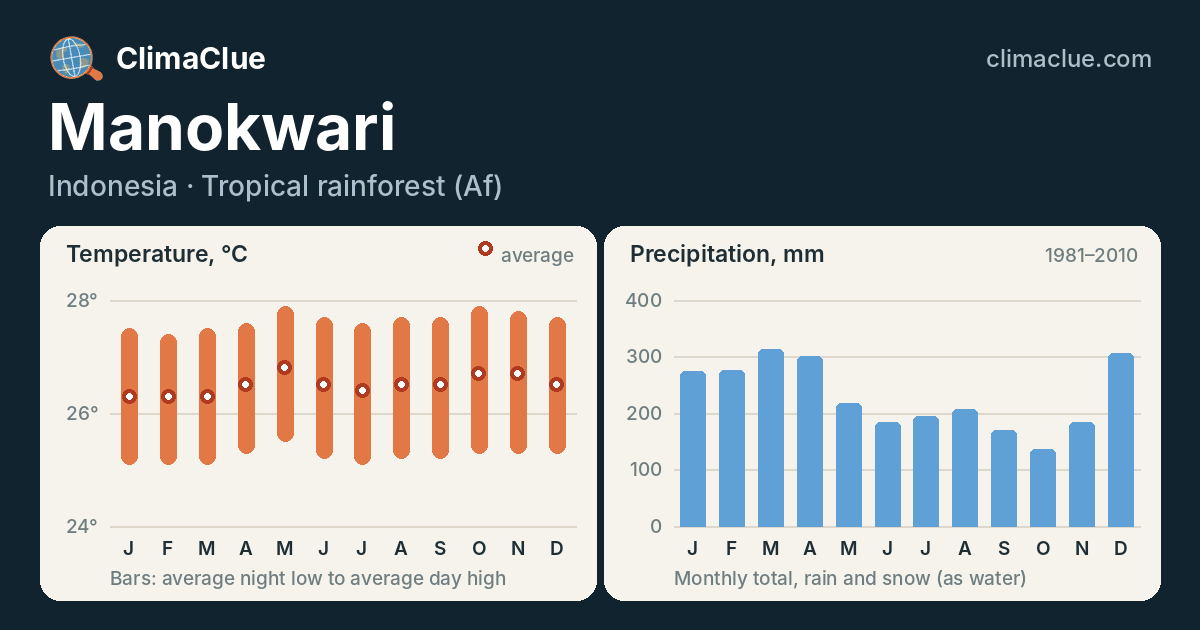 ClimaClue
climaclue.com
Manokwari
Indonesia · Tropical rainforest (Af)
Temperature, °C
average
28°
26°
24°
J F M A M J J A S O N D
Bars: average night low to average day high
Precipitation, mm
1981–2010
400
300
200
100
0
J F M A M J J A S O N D
Monthly total, rain and snow (as water)